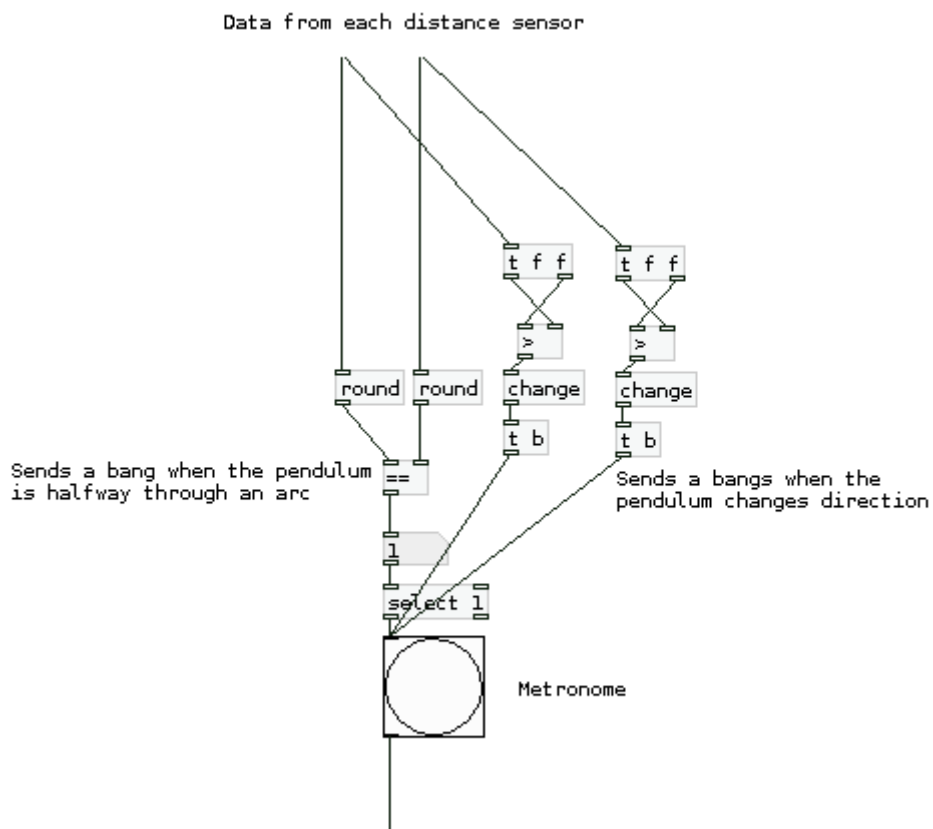 Data from each distance sensor
t f f
t f f
>
>
round
round
change
change
t b
t b
Sends a bang when the pendulum
is halfway through an arc
==
Sends a bangs when the
pendulum changes direction
1
select 1
Metronome